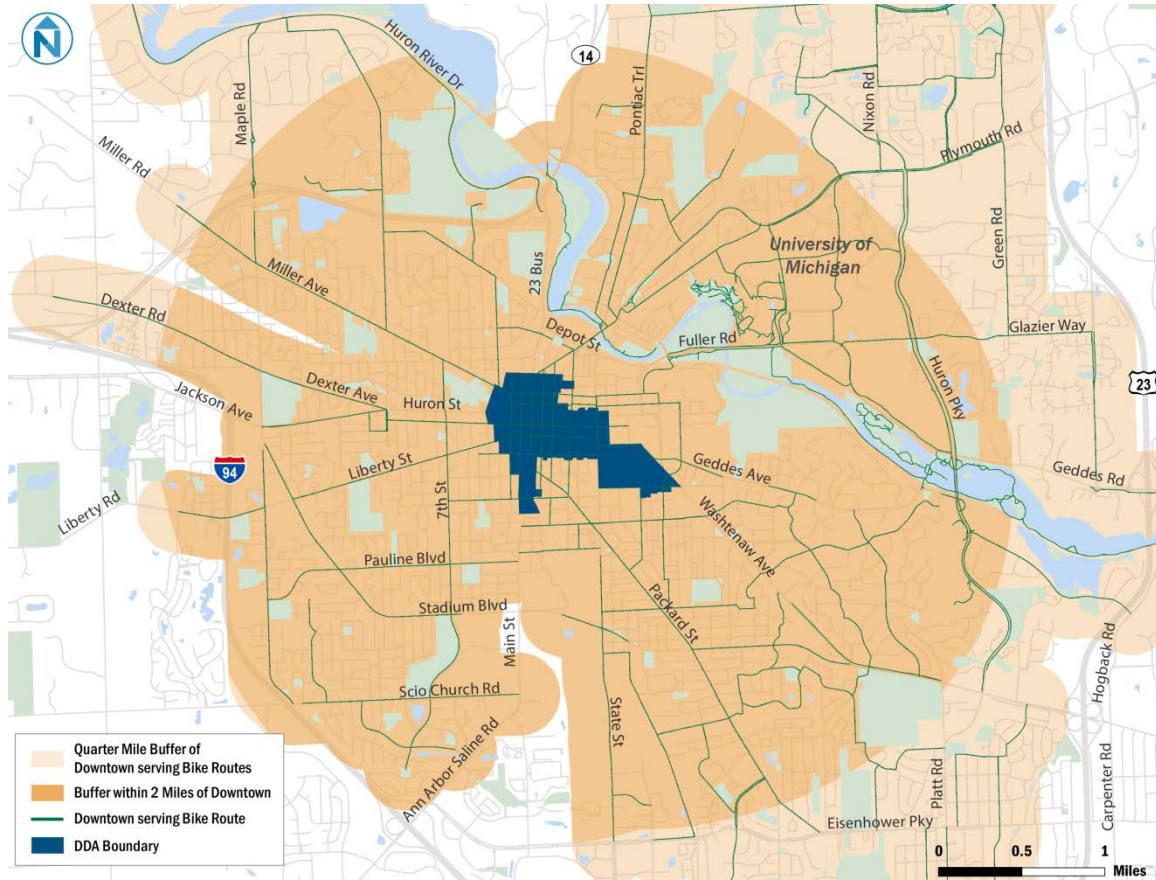 N
Huron River Dr
14
Maple Rd
Pontiac Trl
Nixon Rd
Plymouth Rd
Miller Rd
University of
Michigan
Green Rd
23 Bus
Miller Ave
Dexter Rd
Depot St
Fuller Rd
Glazier Way
Huron Pky
23
Jackson Ave
Dexter Ave
Huron St
94
Liberty St
Geddes Ave
Geddes Rd
Liberty Rd
7th St
Washtenaw Ave
Pauline Blvd
Stadium Blvd
Main St
Packard St
Hogback Rd
Scio Church Rd
State St
Ann Arbor Saline Rd
Platt Rd
Carpenter Rd
Eisenhower Pky
Quarter Mile Buffer of
Downtown serving Bike Routes
Buffer within 2 Miles of Downtown
Downtown serving Bike Route
DDA Boundary
0 0.5 1
Miles